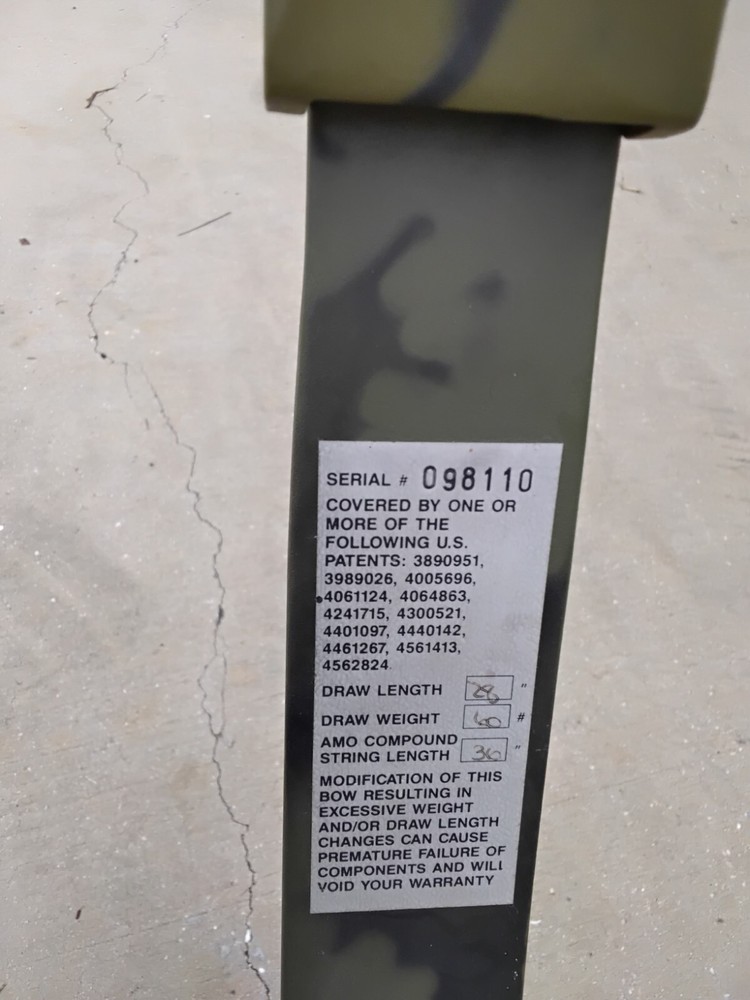 SERIAL # 098110
COVERED BY ONE OR
MORE OF THE
FOLLOWING U.S.
PATENTS: 3890951,
3989026, 4005696,
4061124, 4064863,
4241715, 4300521,
4401097, 4440142,
4461267, 4561413,
4562824
DRAW LENGTH 28 "
DRAW WEIGHT 60 #
AMO COMPOUND
STRING LENGTH 36 "
MODIFICATION OF THIS
BOW RESULTING IN
EXCESSIVE WEIGHT
AND/OR DRAW LENGTH
CHANGES CAN CAUSE
PREMATURE FAILURE OF
COMPONENTS AND WILL
VOID YOUR WARRANTY